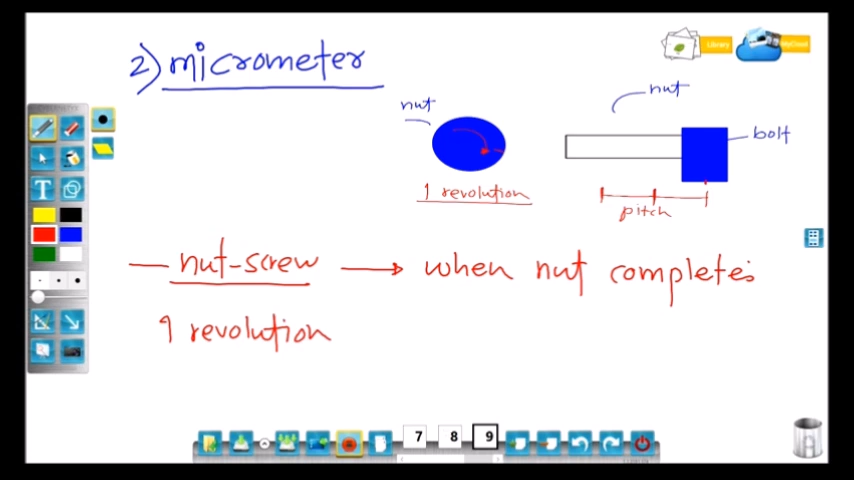 2) micrometer
Library
MyCloud
nut
nut
bolt
1 revolution
pitch
— nut-screw → when nut completes
1 revolution
T
7 8 9